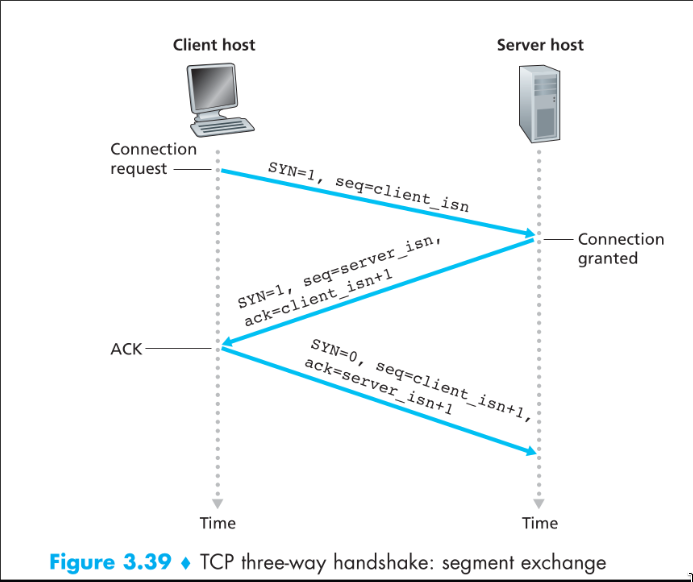 Client host
Server host
Connection
request
SYN=1, seq=client_isn
Connection
granted
SYN=1, seq=server_isn,
ack=client_isn+1
ACK
SYN=0, seq=client_isn+1,
ack=server_isn+1
Time
Time
Figure 3.39 ♦ TCP three-way handshake: segment exchange